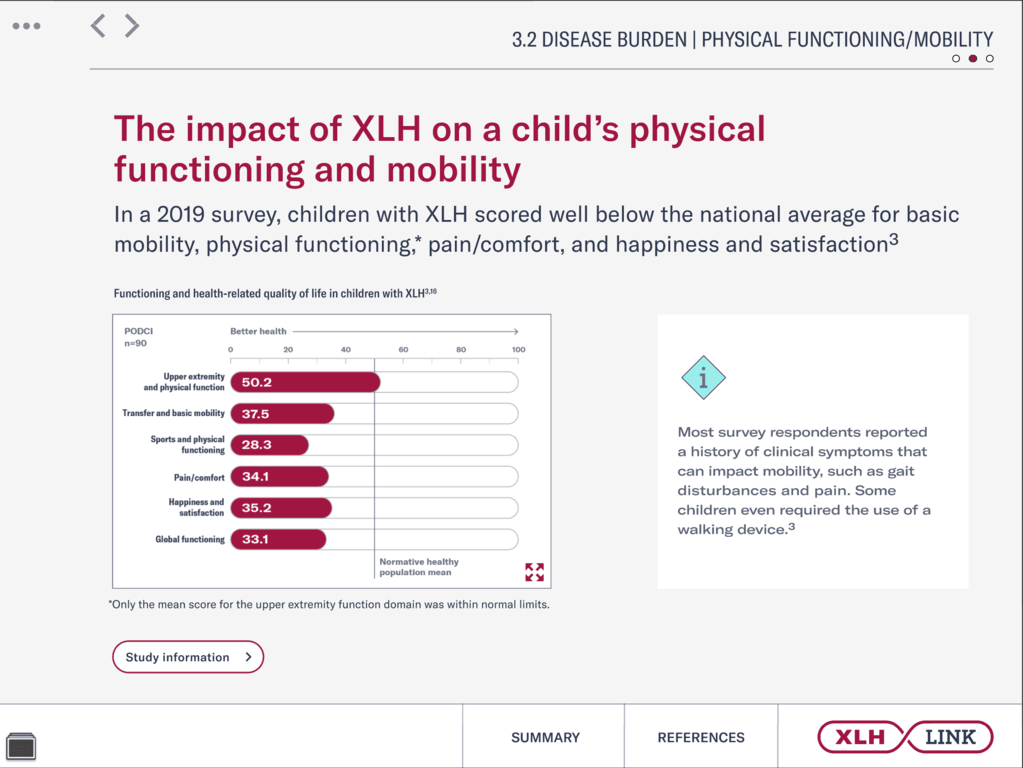 3.2 DISEASE BURDEN | PHYSICAL FUNCTIONING/MOBILITY
The impact of XLH on a child’s physical
functioning and mobility
In a 2019 survey, children with XLH scored well below the national average for basic
mobility, physical functioning,* pain/comfort, and happiness and satisfaction3
Functioning and health-related quality of life in children with XLH3,16
PODCI
n=90
Better health
0 20 40 60 80 100
Upper extremity
and physical function
50.2
Transfer and basic mobility
37.5
Sports and physical
functioning
28.3
Pain/comfort
34.1
Happiness and
satisfaction
35.2
Global functioning
33.1
Normative healthy
population mean
*Only the mean score for the upper extremity function domain was within normal limits.
i
Most survey respondents reported
a history of clinical symptoms that
can impact mobility, such as gait
disturbances and pain. Some
children even required the use of a
walking device.3
Study information
SUMMARY
REFERENCES
XLH LINK